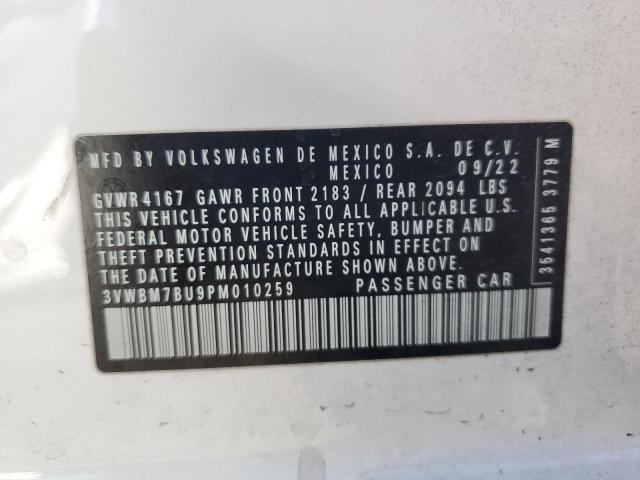 MFD BY VOLKSWAGEN DE MEXICO S.A. DE C.V.
MEXICO 09/22
GVWR 4167 GAWR FRONT 2183 / REAR 2094 LBS
THIS VEHICLE CONFORMS TO ALL APPLICABLE U.S.
FEDERAL MOTOR VEHICLE SAFETY, BUMPER AND
THEFT PREVENTION STANDARDS IN EFFECT ON
THE DATE OF MANUFACTURE SHOWN ABOVE.
3VWBM7BU9PM010259 PASSENGER CAR
3541365 3779 M